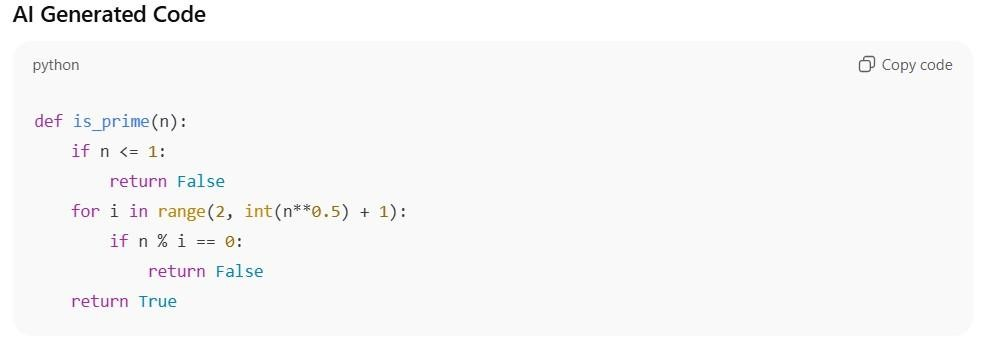 AI Generated Code
python
Copy code
def is_prime(n):
    if n <= 1:
        return False
    for i in range(2, int(n**0.5) + 1):
        if n % i == 0:
            return False
    return True